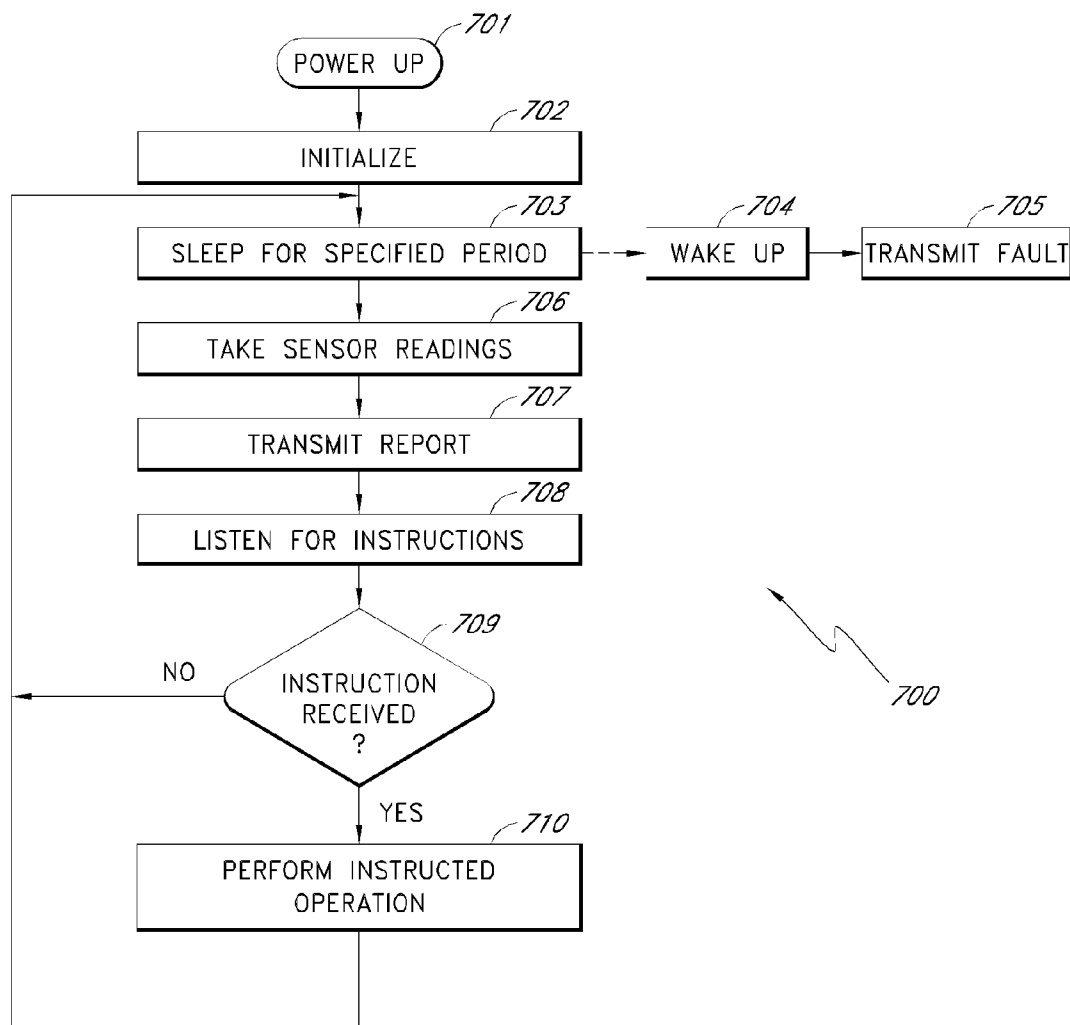 701
POWER UP
702
INITIALIZE
703
SLEEP FOR SPECIFIED PERIOD
704
WAKE UP
705
TRANSMIT FAULT
706
TAKE SENSOR READINGS
707
TRANSMIT REPORT
708
LISTEN FOR INSTRUCTIONS
709
INSTRUCTION
RECEIVED
?
NO
700
YES
710
PERFORM INSTRUCTED
OPERATION